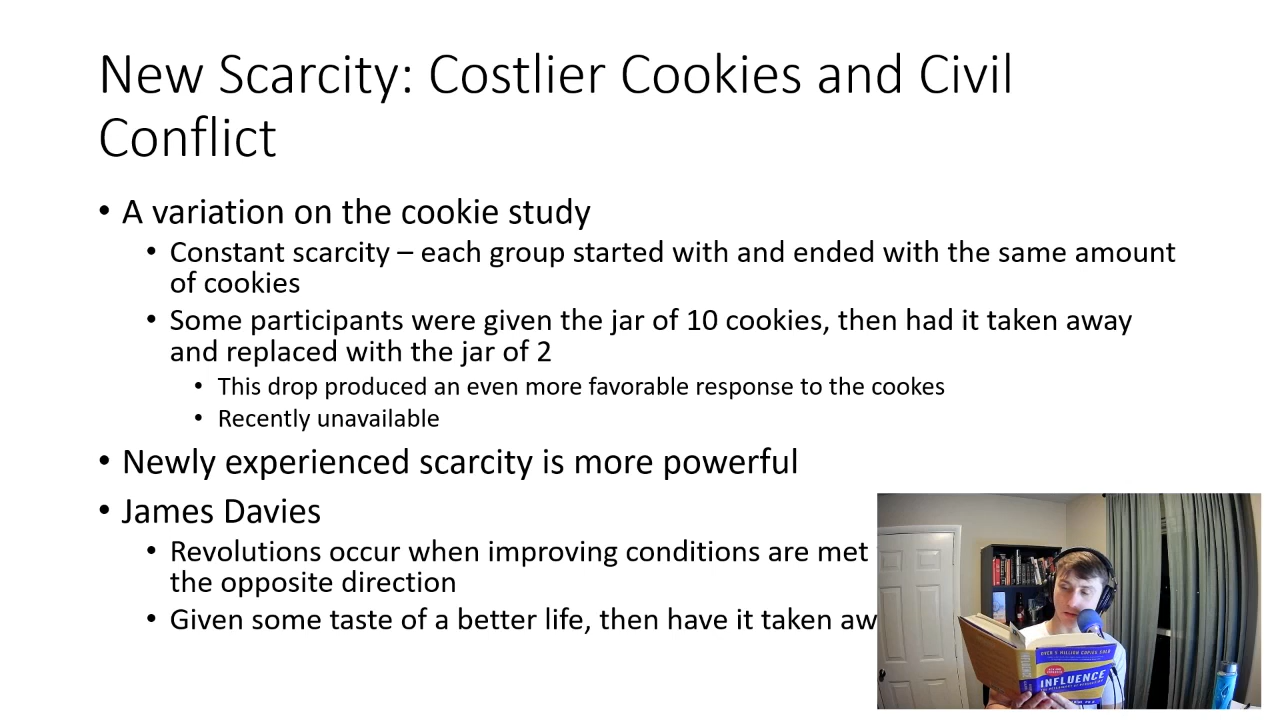 New Scarcity: Costlier Cookies and Civil
Conflict
• A variation on the cookie study
• Constant scarcity – each group started with and ended with the same amount
of cookies
• Some participants were given the jar of 10 cookies, then had it taken away
and replaced with the jar of 2
• This drop produced an even more favorable response to the cookes
• Recently unavailable
• Newly experienced scarcity is more powerful
• James Davies
• Revolutions occur when improving conditions are met
the opposite direction
• Given some taste of a better life, then have it taken aw
OVER 5 MILLION COPIES SOLD
INFLUENCE